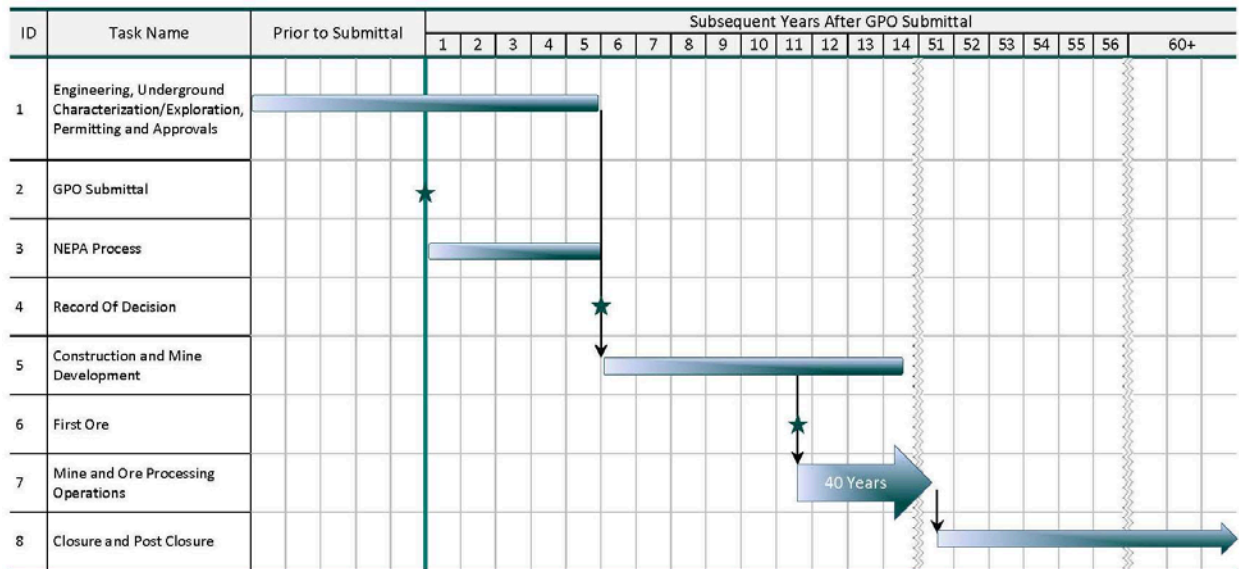 ID Task Name Prior to Submittal Subsequent Years After GPO Submittal
1 2 3 4 5 6 7 8 9 10 11 12 13 14 51 52 53 54 55 56 60+
1
Engineering, Underground
Characterization/Exploration,
Permitting and Approvals
2 GPO Submittal
3 NEPA Process
4 Record Of Decision
5
Construction and Mine
Development
6 First Ore
7
Mine and Ore Processing
Operations
40 Years
8 Closure and Post Closure